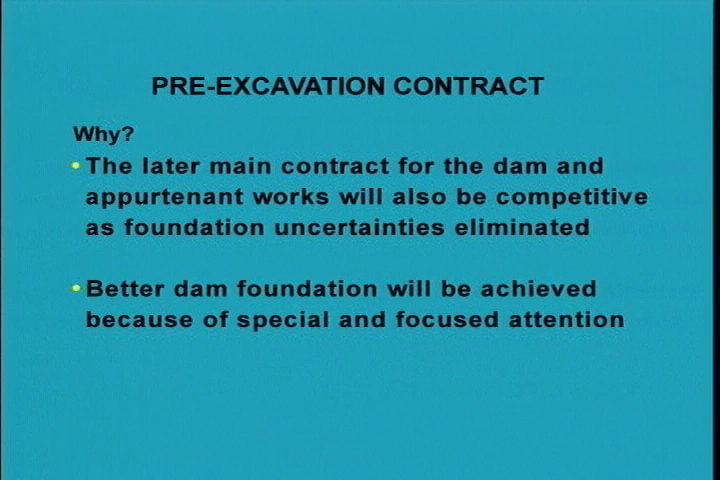 PRE-EXCAVATION CONTRACT
Why?
• The later main contract for the dam and
appurtenant works will also be competitive
as foundation uncertainties eliminated
• Better dam foundation will be achieved
because of special and focused attention